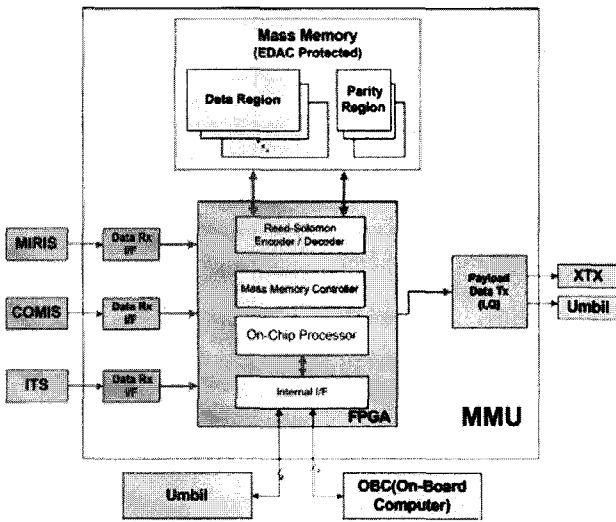 Mass Memory
(EDAC Protected)
Data Region
Parity
Region
Reed-Solomon
Encoder / Decoder
MIRIS
Data Rx
I/F
Mass Memory Controller
Payload
Data Tx
(I,Q)
XTX
Umbil
COMIS
Data Rx
I/F
On-Chip Processor
ITS
Data Rx
I/F
Internal I/F
FPGA
MMU
Umbil
OBC(On-Board
Computer)